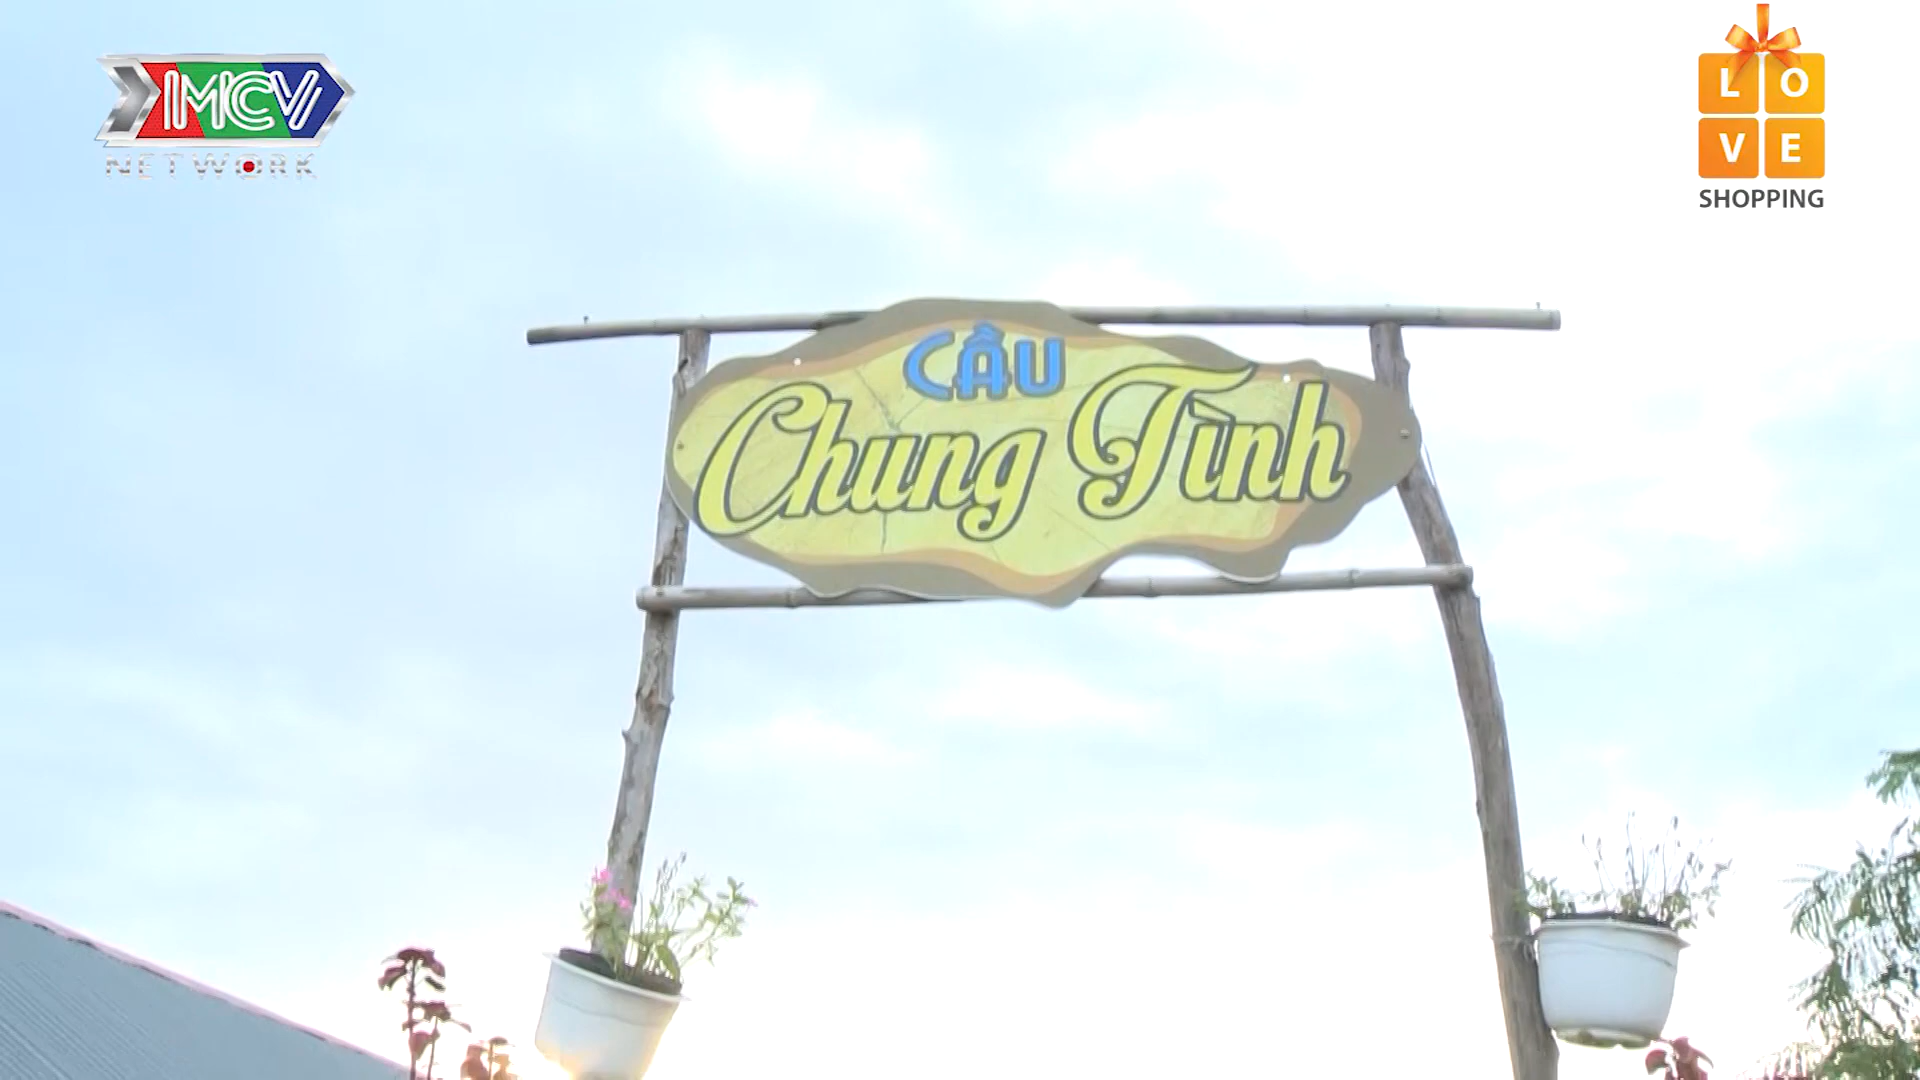 MCV
NETWORK
L O
V E
SHOPPING
CẦU
Chung Tình